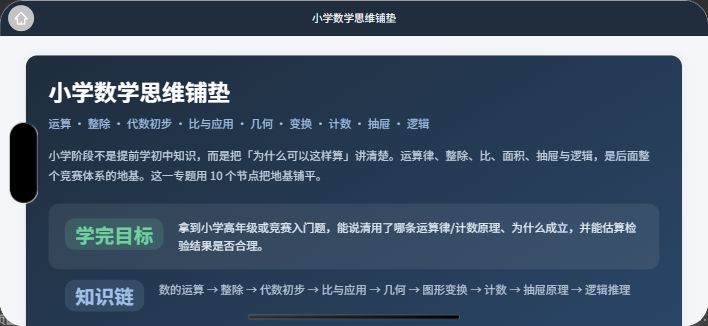 小学数学思维铺垫
小学数学思维铺垫
运算 · 整除 · 代数初步 · 比与应用 · 几何 · 变换 · 计数 · 抽屉 · 逻辑
小学阶段不是提前学初中知识，而是把「为什么可以这样算」讲清楚。运算律、整除、比、面积、抽屉与逻辑，是后面整
个竞赛体系的地基。这一专题用 10 个节点把地基铺平。
学完目标
拿到小学高年级或竞赛入门题，能说清用了哪条运算律/计数原理、为什么成立，并能估算检
验结果是否合理。
知识链
数的运算 → 整除 → 代数初步 → 比与应用 → 几何 → 图形变换 → 计数 → 抽屉原理 → 逻辑推理